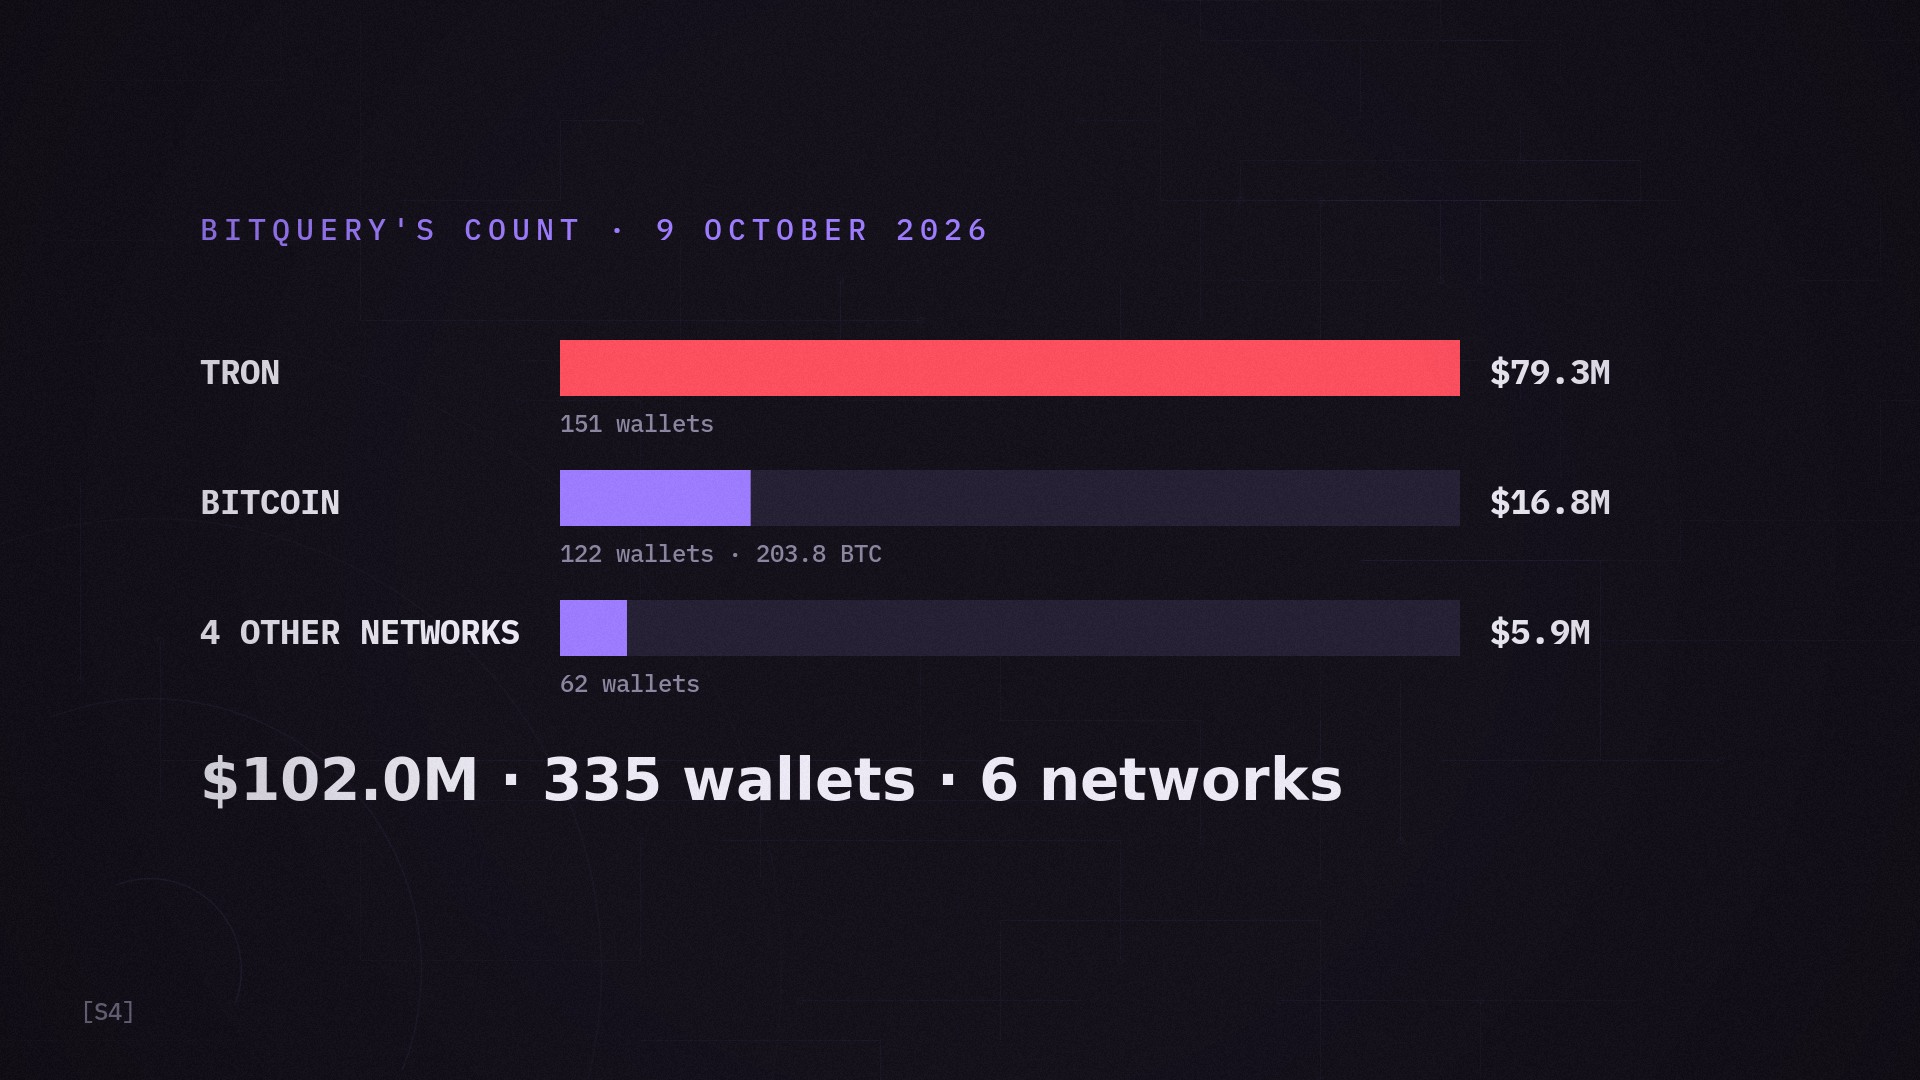 BITQUERY'S COUNT · 9 OCTOBER 2026
TRON $79.3M
151 wallets
BITCOIN $16.8M
122 wallets · 203.8 BTC
4 OTHER NETWORKS $5.9M
62 wallets
$102.0M · 335 wallets · 6 networks
[S4]